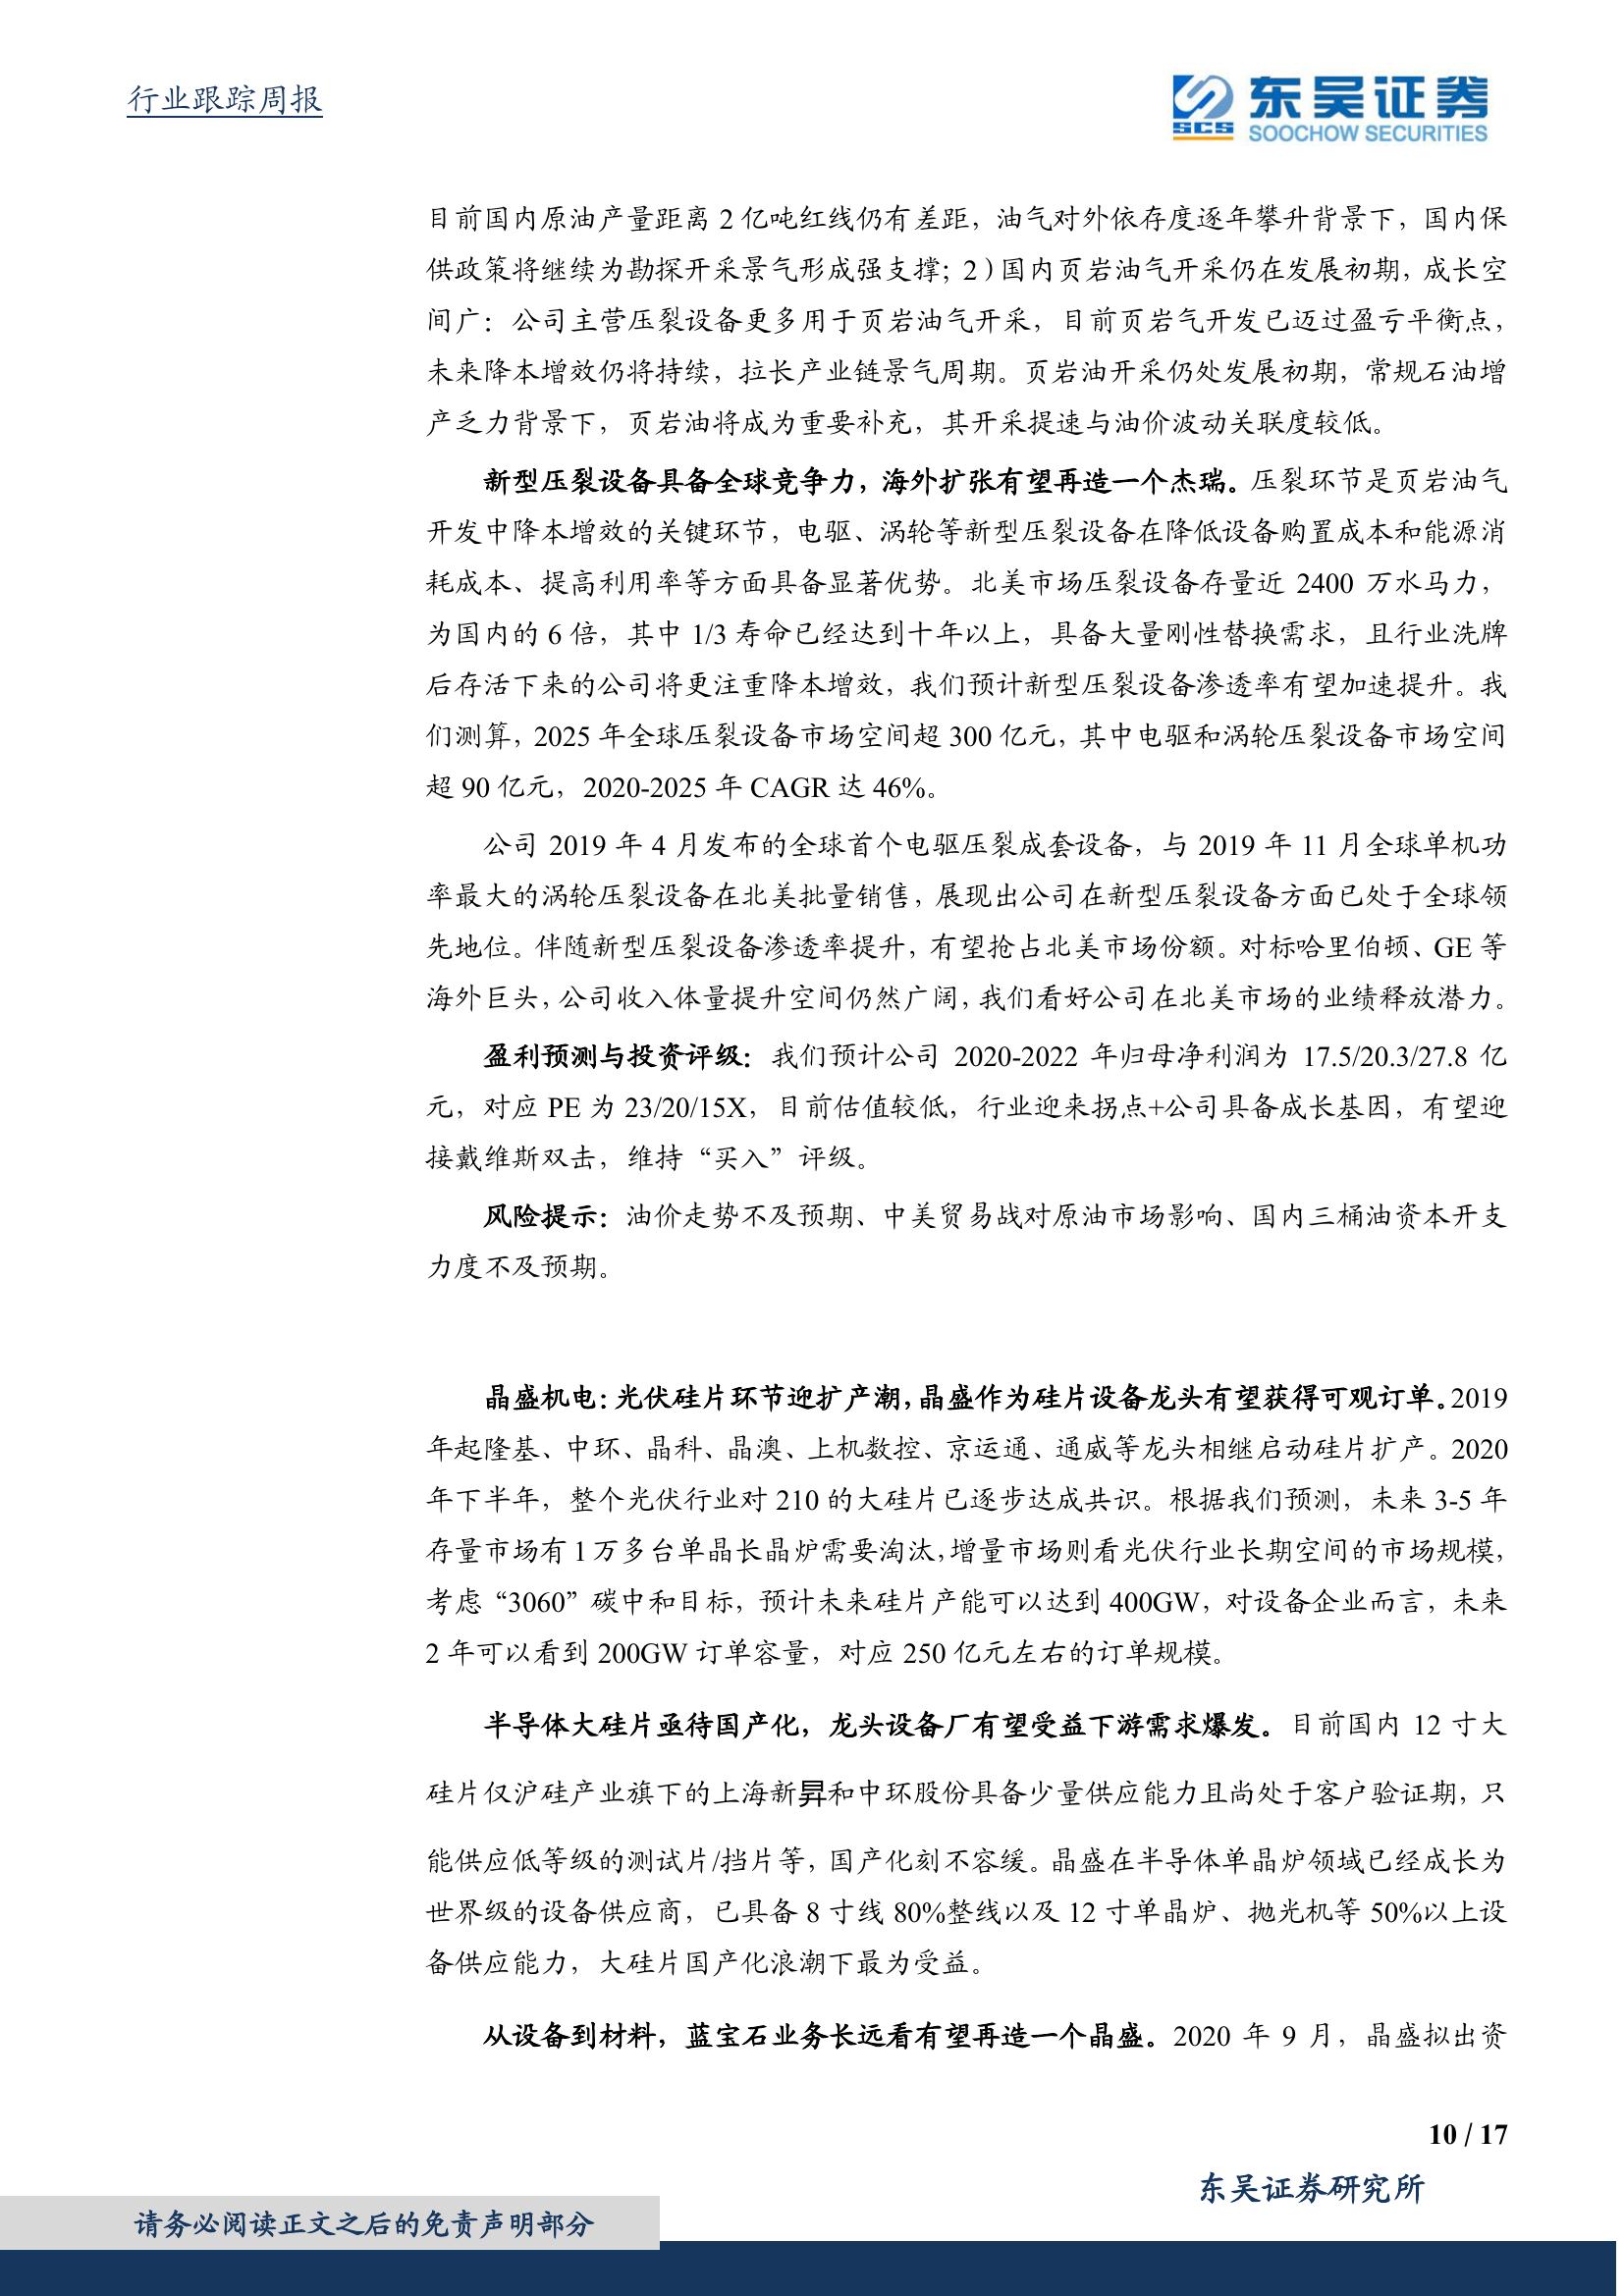 行业跟踪周报
SCS
东吴证券
SOOCHOW SECURITIES
目前国内原油产量距离 2 亿吨红线仍有差距，油气对外依存度逐年攀升背景下，国内保
供政策将继续为勘探开采景气形成强支撑；2）国内页岩油气开采仍在发展初期，成长空
间广：公司主营压裂设备更多用于页岩油气开采，目前页岩气开发已迈过盈亏平衡点，
未来降本增效仍将持续，拉长产业链景气周期。页岩油开采仍处发展初期，常规石油增
产乏力背景下，页岩油将成为重要补充，其开采提速与油价波动关联度较低。
新型压裂设备具备全球竞争力，海外扩张有望再造一个杰瑞。压裂环节是页岩油气
开发中降本增效的关键环节，电驱、涡轮等新型压裂设备在降低设备购置成本和能源消
耗成本、提高利用率等方面具备显著优势。北美市场压裂设备存量近 2400 万水马力，
为国内的 6 倍，其中 1/3 寿命已经达到十年以上，具备大量刚性替换需求，且行业洗牌
后存活下来的公司将更注重降本增效，我们预计新型压裂设备渗透率有望加速提升。我
们测算，2025 年全球压裂设备市场空间超 300 亿元，其中电驱和涡轮压裂设备市场空间
超 90 亿元，2020-2025 年 CAGR 达 46%。
公司 2019 年 4 月发布的全球首个电驱压裂成套设备，与 2019 年 11 月全球单机功
率最大的涡轮压裂设备在北美批量销售，展现出公司在新型压裂设备方面已处于全球领
先地位。伴随新型压裂设备渗透率提升，有望抢占北美市场份额。对标哈里伯顿、GE 等
海外巨头，公司收入体量提升空间仍然广阔，我们看好公司在北美市场的业绩释放潜力。
盈利预测与投资评级：我们预计公司 2020-2022 年归母净利润为 17.5/20.3/27.8 亿
元，对应 PE 为 23/20/15X，目前估值较低，行业迎来拐点+公司具备成长基因，有望迎
接戴维斯双击，维持“买入”评级。
风险提示：油价走势不及预期、中美贸易战对原油市场影响、国内三桶油资本开支
力度不及预期。
晶盛机电：光伏硅片环节迎扩产潮，晶盛作为硅片设备龙头有望获得可观订单。2019
年起隆基、中环、晶科、晶澳、上机数控、京运通、通威等龙头相继启动硅片扩产。2020
年下半年，整个光伏行业对 210 的大硅片已逐步达成共识。根据我们预测，未来 3-5 年
存量市场有 1 万多台单晶长晶炉需要淘汰，增量市场则看光伏行业长期空间的市场规模，
考虑“3060”碳中和目标，预计未来硅片产能可以达到 400GW，对设备企业而言，未来
2 年可以看到 200GW 订单容量，对应 250 亿元左右的订单规模。
半导体大硅片亟待国产化，龙头设备厂有望受益下游需求爆发。目前国内 12 寸大
硅片仅沪硅产业旗下的上海新昇和中环股份具备少量供应能力且尚处于客户验证期，只
能供应低等级的测试片/挡片等，国产化刻不容缓。晶盛在半导体单晶炉领域已经成长为
世界级的设备供应商，已具备 8 寸线 80%整线以及 12 寸单晶炉、抛光机等 50%以上设
备供应能力，大硅片国产化浪潮下最为受益。
从设备到材料，蓝宝石业务长远看有望再造一个晶盛。2020 年 9 月，晶盛拟出资
10 / 17
东吴证券研究所
请务必阅读正文之后的免责声明部分